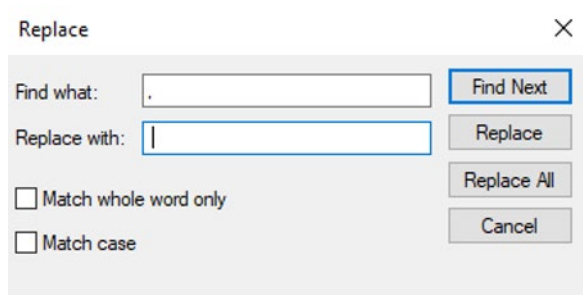 Replace
Find what: .
Find Next
Replace with:
Replace
Replace All
Match whole word only
Cancel
Match case